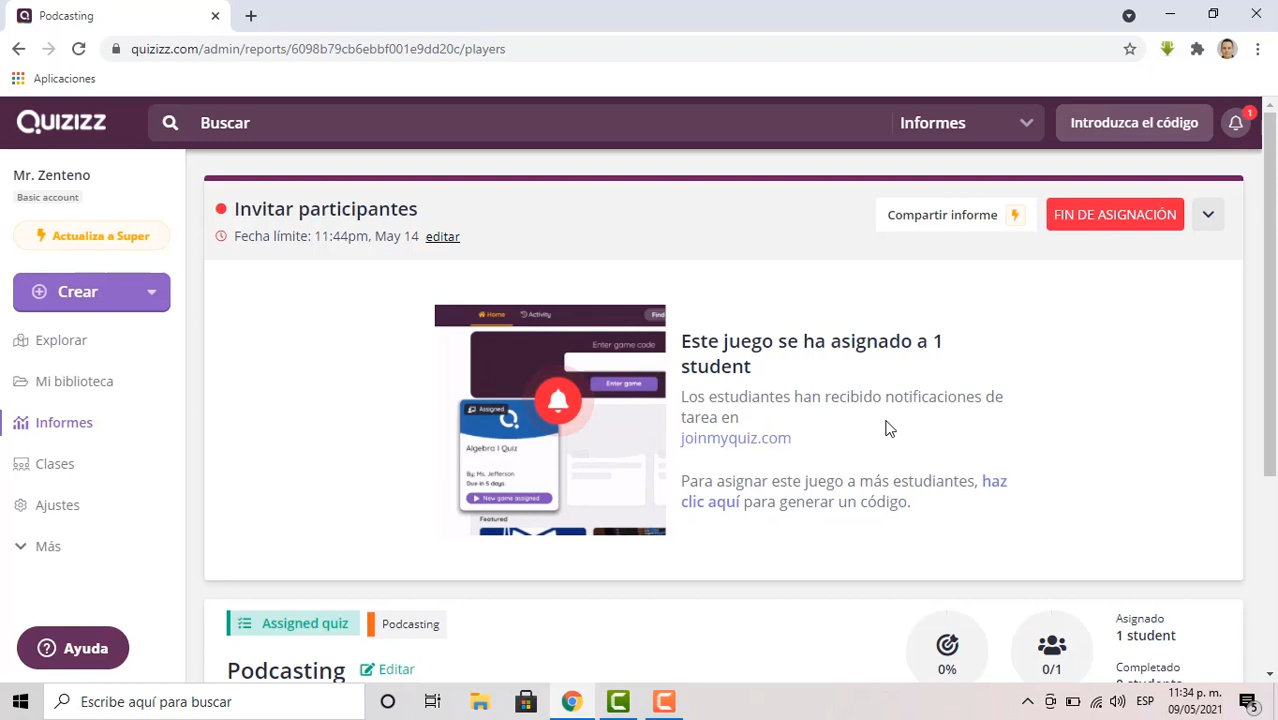 Podcasting
quizizz.com/admin/reports/6098b79cb6ebbf001e9dd20c/players
Aplicaciones
QUIZIZZ
Buscar
Informes
Introduzca el código
1
Mr. Zenteno
Basic account
Actualiza a Super
Crear
Explorar
Mi biblioteca
Informes
Clases
Ajustes
Más
Ayuda
Invitar participantes
Fecha límite: 11:44pm, May 14 editar
Compartir informe
FIN DE ASIGNACIÓN
Home
Activity
Find
Enter game code
Enter game
Assigned
Algebra I Quiz
By: Ms. Jefferson
Due in 5 days.
New game assigned
Featured
Este juego se ha asignado a 1
student
Los estudiantes han recibido notificaciones de
tarea en
joinmyquiz.com
Para asignar este juego a más estudiantes, haz
clic aquí para generar un código.
Assigned quiz
Podcasting
Podcasting
Editar
0%
0/1
Asignado
1 student
Completado
Escribe aquí para buscar
ESP
11:34 p. m.
09/05/2021
5